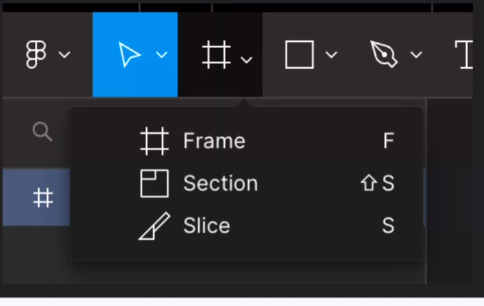 Frame F
Section ⇧S
Slice S